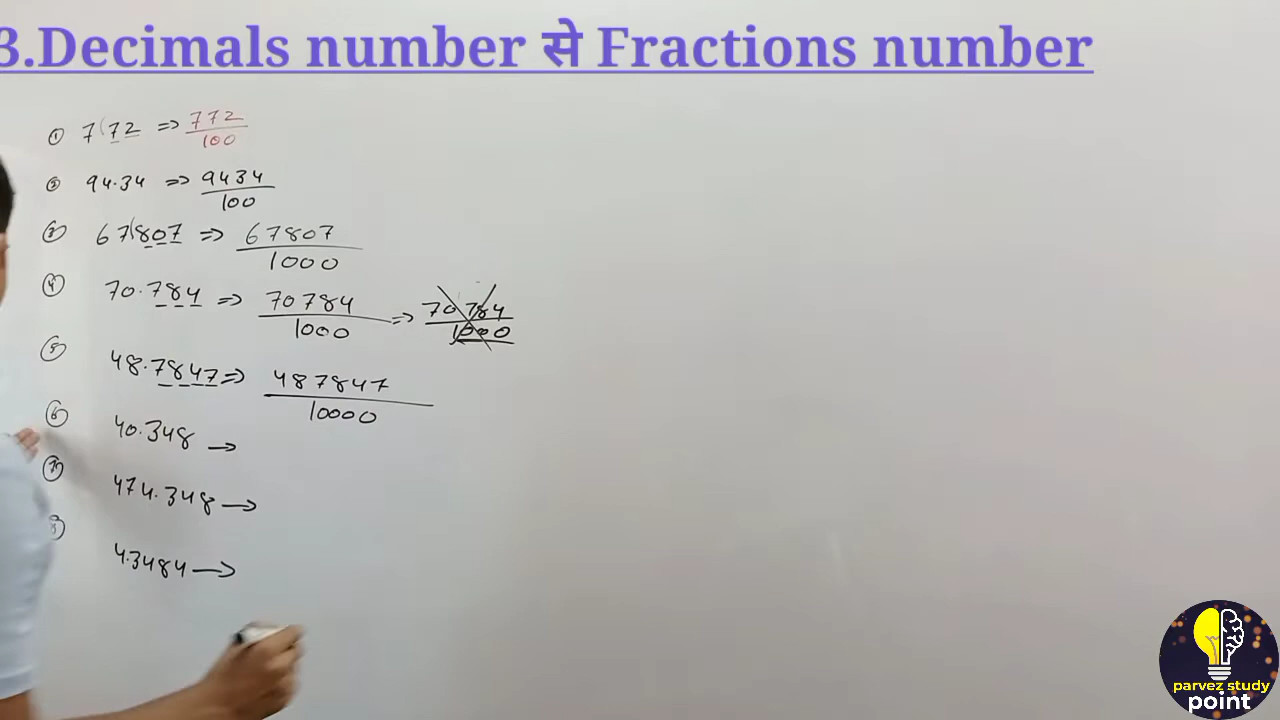 3.Decimals number से Fractions number
① 7(72 => 772/100
② 94.34 => 9434/100
③ 67(807 => 67807/1000
④ 70.784 => 70784/1000 => 70784/1000
⑤ 48.7847 => 487847/10000
⑥ 40.348 →
⑦ 474.348 →
⑧ 4.3484 →
parvez study
point